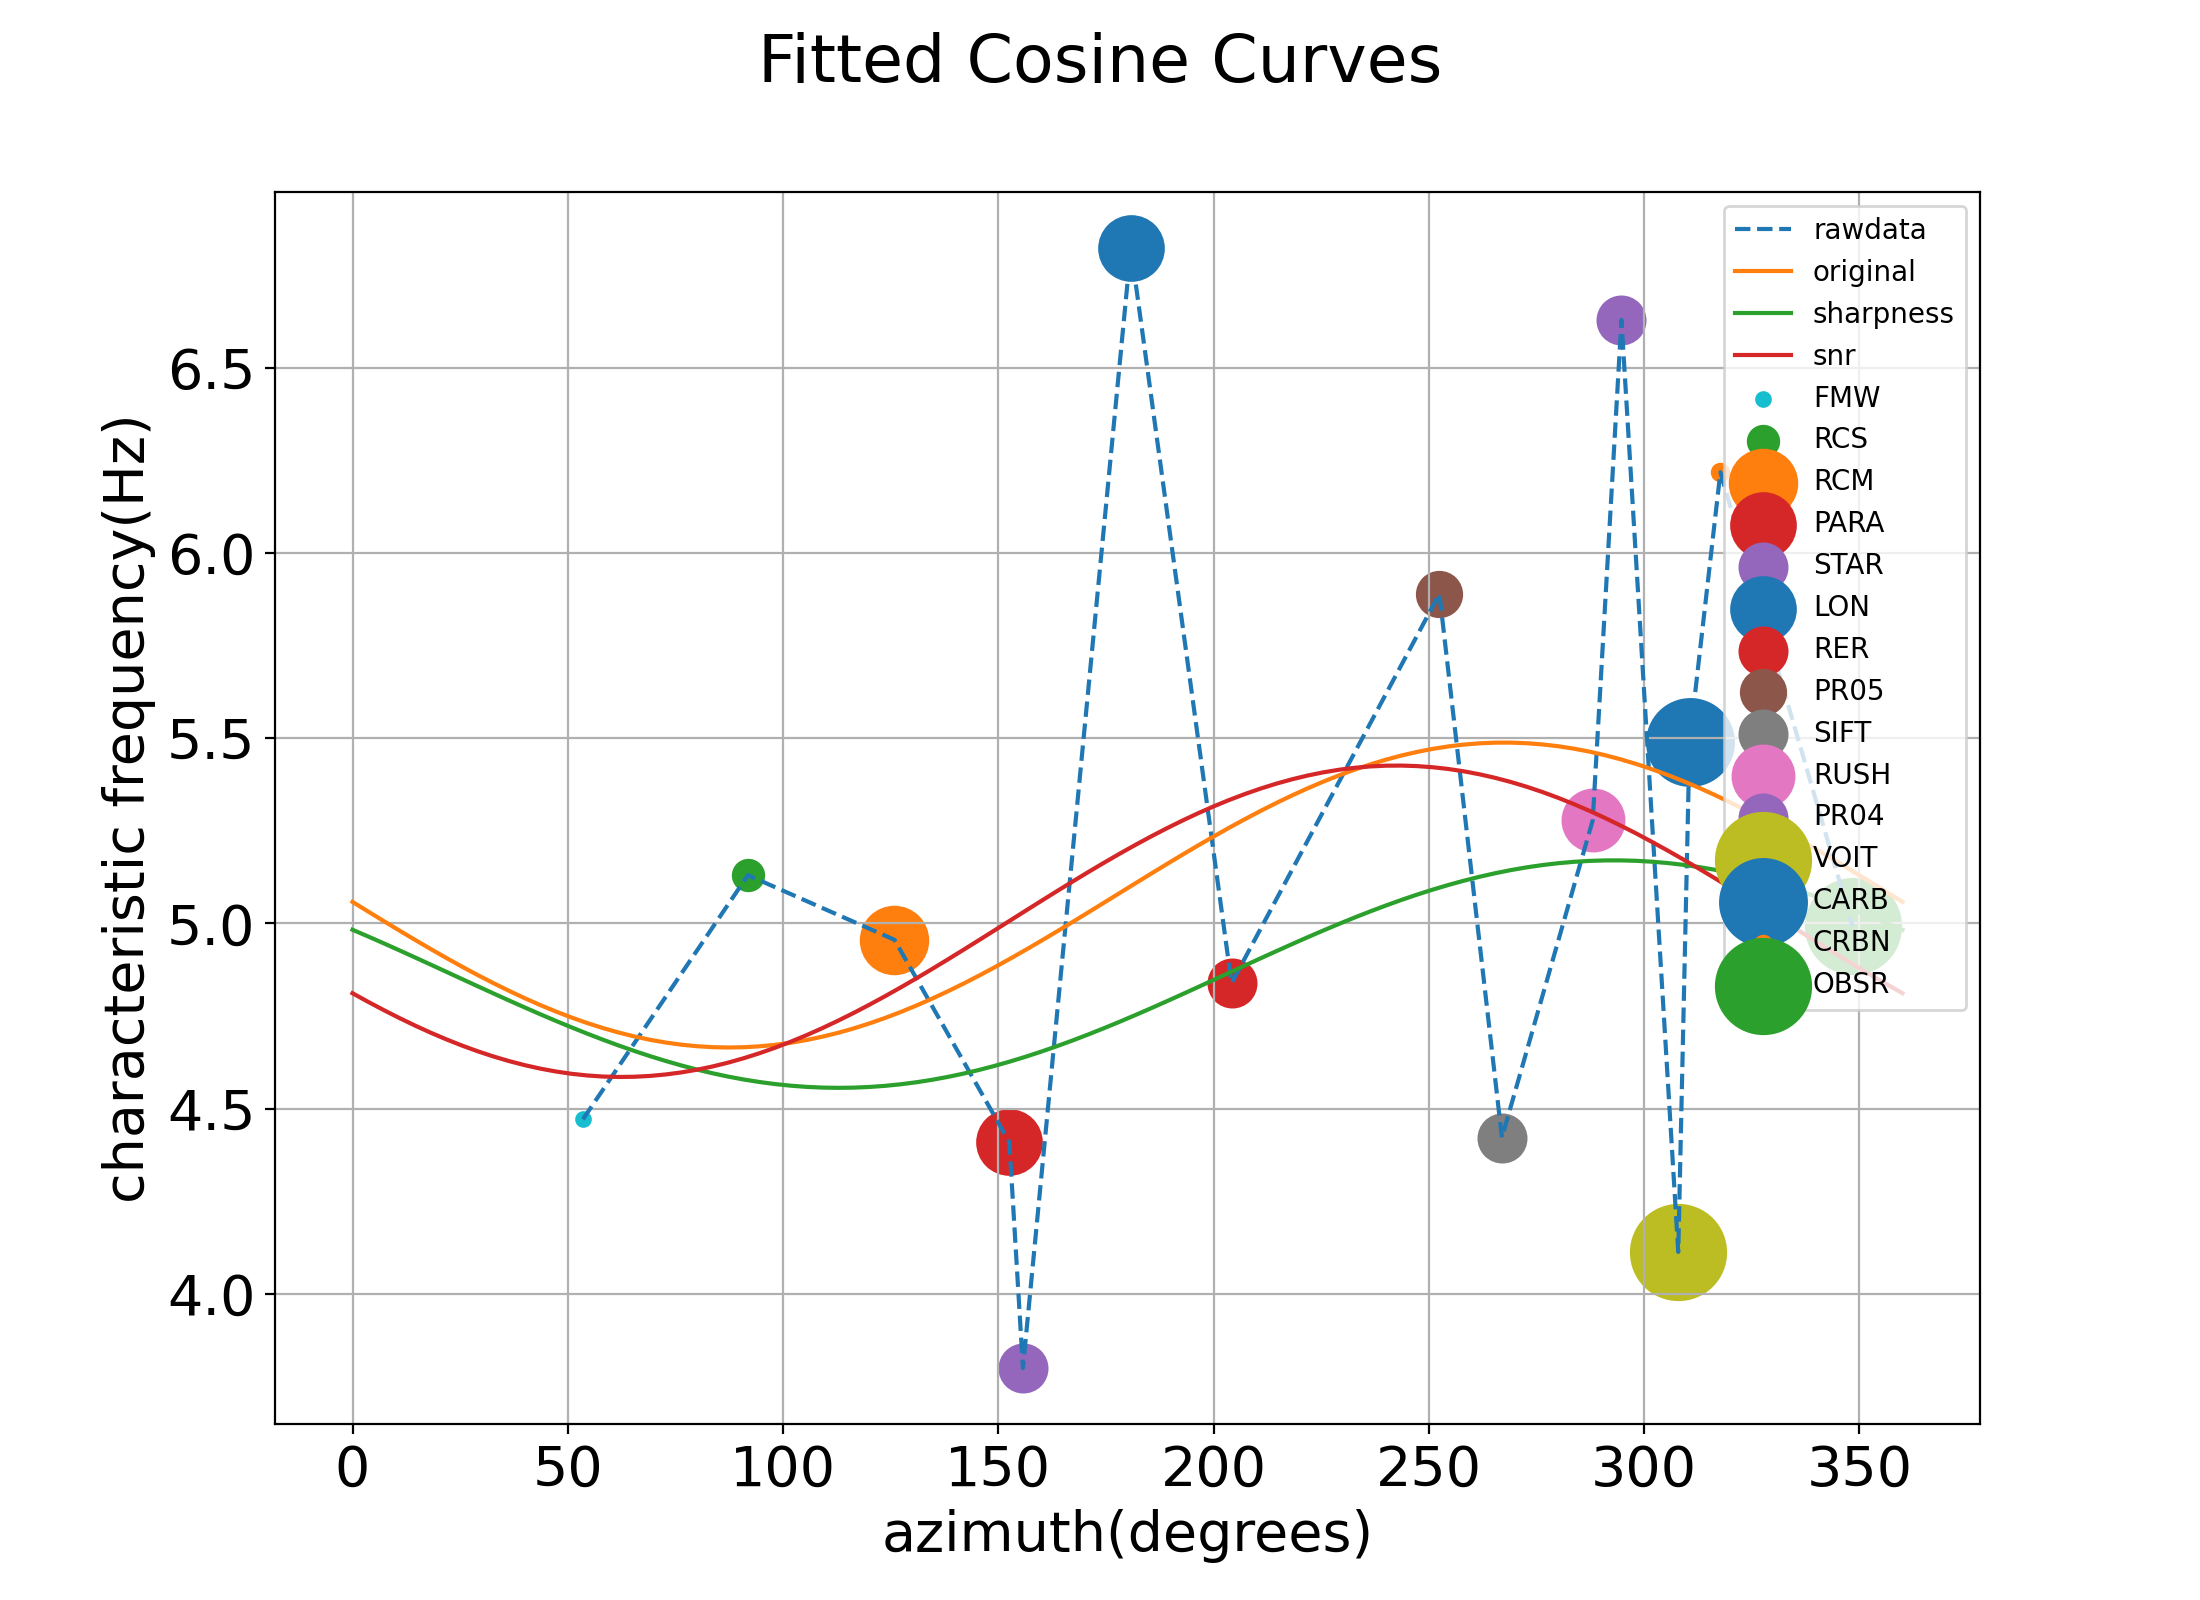 Fitted Cosine Curves
characteristic frequency(Hz)
6.5
6.0
5.5
5.0
4.5
4.0
rawdata
original
sharpness
snr
FMW
RCS
RCM
PARA
STAR
LON
RER
PR05
SIFT
RUSH
PR04
VOIT
CARB
CRBN
OBSR
0 50 100 150 200 250 300 350
azimuth(degrees)